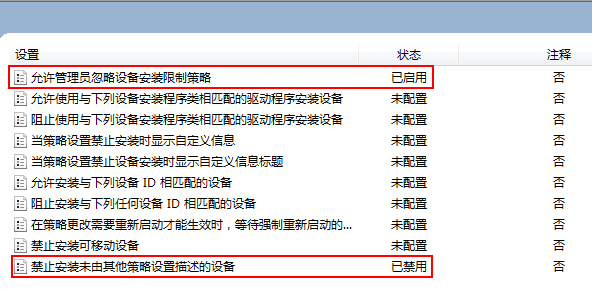 设置 状态 注释
允许管理员忽略设备安装限制策略 已启用 否
允许使用与下列设备安装程序类相匹配的驱动程序安装设备 未配置 否
阻止使用与下列设备安装程序类相匹配的驱动程序安装设备 未配置 否
当策略设置禁止安装时显示自定义信息 未配置 否
当策略设置禁止设备安装时显示自定义信息标题 未配置 否
允许安装与下列设备 ID 相匹配的设备 未配置 否
阻止安装与下列任何设备 ID 相匹配的设备 未配置 否
在策略更改需要重新启动才能生效时，等待强制重新启动的... 未配置 否
禁止安装可移动设备 未配置 否
禁止安装未由其他策略设置描述的设备 已禁用 否